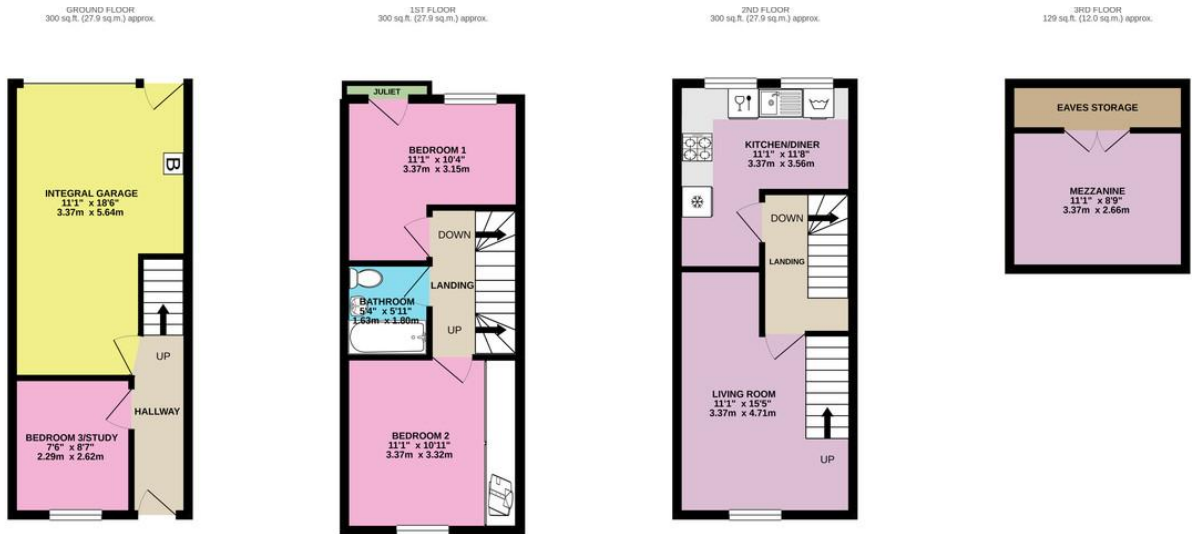 GROUND FLOOR
300 sq.ft. (27.9 sq.m.) approx.
INTEGRAL GARAGE
11'1" x 18'6"
3.37m x 5.64m
B
UP
HALLWAY
BEDROOM 3/STUDY
7'6" x 8'7"
2.29m x 2.62m
1ST FLOOR
300 sq.ft. (27.9 sq.m.) approx.
JULIET
BEDROOM 1
11'1" x 10'4"
3.37m x 3.15m
DOWN
LANDING
BATHROOM
5'4" x 5'11"
1.63m x 1.80m
UP
BEDROOM 2
11'1" x 10'11"
3.37m x 3.32m
2ND FLOOR
300 sq.ft. (27.9 sq.m.) approx.
KITCHEN/DINER
11'1" x 11'8"
3.37m x 3.56m
DOWN
LANDING
LIVING ROOM
11'1" x 15'5"
3.37m x 4.71m
UP
3RD FLOOR
129 sq.ft. (12.0 sq.m.) approx.
EAVES STORAGE
MEZZANINE
11'1" x 8'9"
3.37m x 2.66m